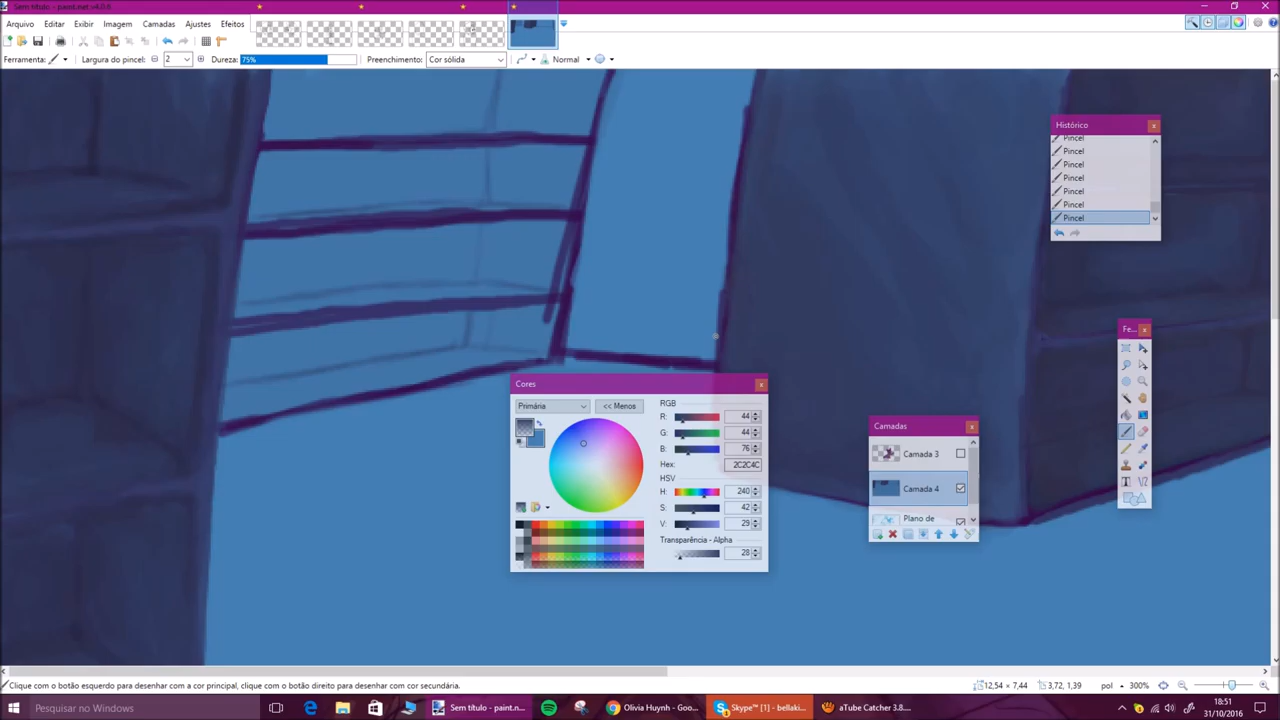 Sem título - paint.net v4.0.6
Arquivo Editar Exibir Imagem Camadas Ajustes Efeitos
Ferramenta: Largura do pincel: 2 Dureza: 75% Preenchimento: Cor sólida Normal
Histórico
Pincel
Pincel
Pincel
Pincel
Pincel
Pincel
Pincel
Fe...
Cores
Primária << Menos
RGB
R: 44
G: 44
B: 76
Hex: 2C2C4C
HSV
H: 240
S: 42
V: 29
Transparência - Alpha
28
Camadas
Camada 3
Camada 4
Plano de
Clique com o botão esquerdo para desenhar com a cor principal, clique com o botão direito para desenhar com cor secundária.
12,54 × 7,44 3,72, 1,39 pol 300%
Pesquisar no Windows
Sem título - paint.n...
Olivia Huynh - Goo...
Skype™ [1] - bellaki...
aTube Catcher 3.8....
18:51
31/10/2016